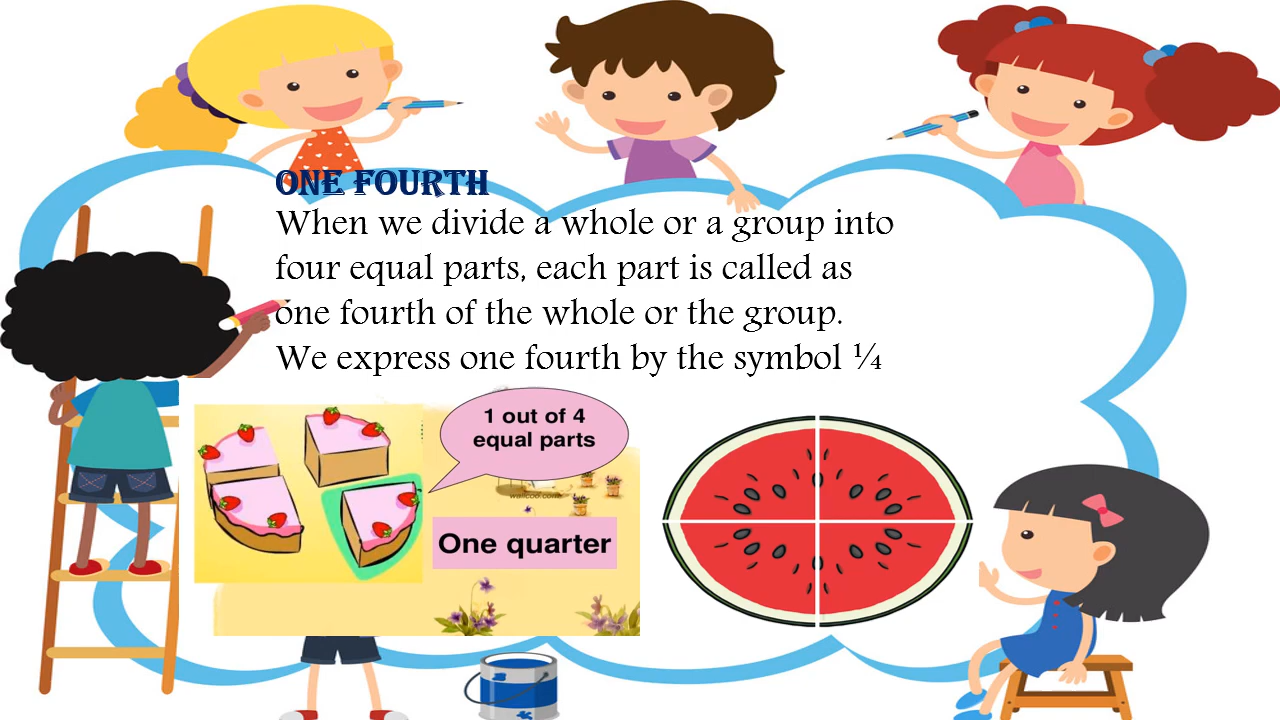 ONE FOURTH
When we divide a whole or a group into
four equal parts, each part is called as
one fourth of the whole or the group.
We express one fourth by the symbol ¼
1 out of 4
equal parts
wallcoo.com
One quarter